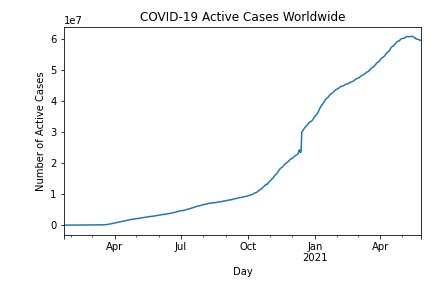 COVID-19 Active Cases Worldwide
1e7
6
5
4
3
2
1
0
Number of Active Cases
Apr
Jul
Oct
Jan
2021
Apr
Day